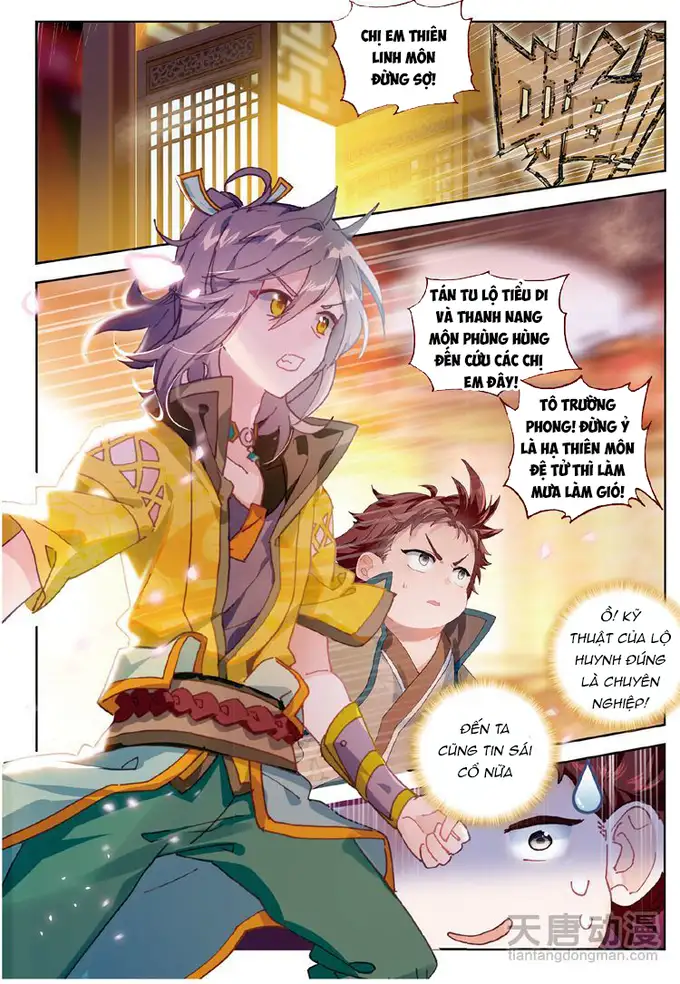 CHỊ EM THIÊN
LINH MÔN
ĐỪNG SỢ!
TÁN TU LỘ TIỂU DI
VÀ THANH NANG
MÔN PHÙNG HÙNG
ĐẾN CỨU CÁC CHỊ
EM ĐÂY!
TÔ TRƯỜNG
PHONG! ĐỪNG Ỷ
LÀ HẠ THIÊN MÔN
ĐỆ TỬ THÌ LÀM
MƯA LÀM GIÓ!
Ồ! KỸ
THUẬT CỦA LỘ
HUYNH ĐÚNG
LÀ CHUYÊN
NGHIỆP!
ĐẾN TA
CŨNG TIN SÁI
CỔ NỮA
天唐动漫
tiantangdongman.com